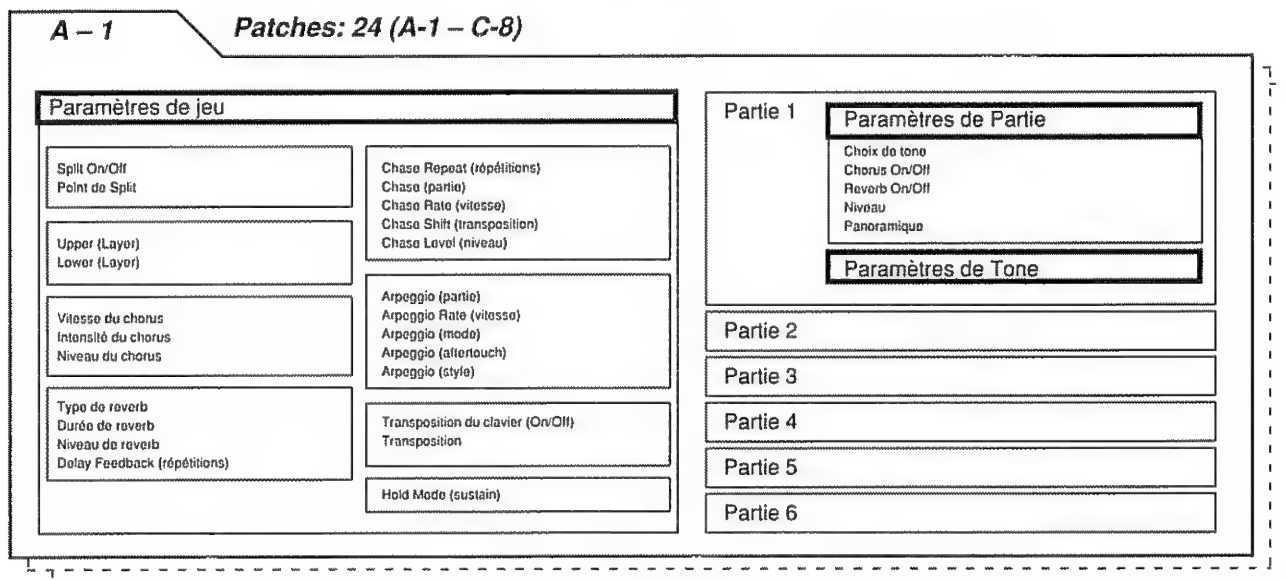 A – 1
Patches: 24 (A-1 – C-8)
Paramètres de jeu
Split On/Off
Point de Split
Upper (Layer)
Lower (Layer)
Vitesse du chorus
Intensité du chorus
Niveau du chorus
Type de reverb
Durée de reverb
Niveau de reverb
Delay Feedback (répétitions)
Chase Repeat (répétitions)
Chase (partie)
Chase Rate (vitesse)
Chase Shift (transposition)
Chase Level (niveau)
Arpeggio (partie)
Arpeggio Rate (vitesse)
Arpeggio (mode)
Arpeggio (aftertouch)
Arpeggio (style)
Transposition du clavier (On/Off)
Transposition
Hold Mode (sustain)
Partie 1
Paramètres de Partie
Choix de tone
Chorus On/Off
Reverb On/Off
Niveau
Panoramique
Paramètres de Tone
Partie 2
Partie 3
Partie 4
Partie 5
Partie 6